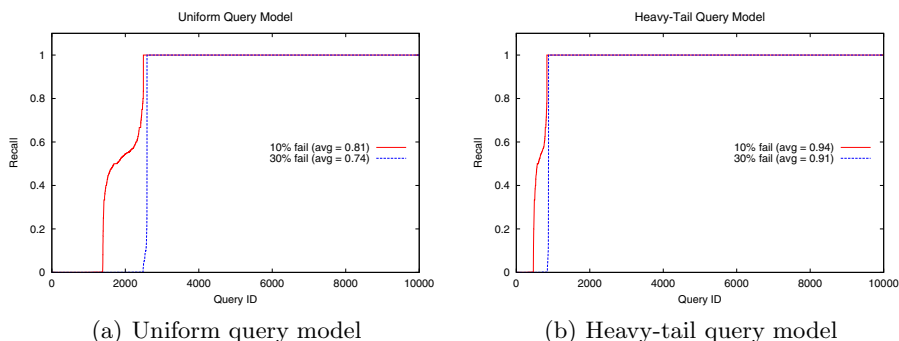 Uniform Query Model
1
0.8
0.6
0.4
0.2
0
0 2000 4000 6000 8000 10000
Recall
Query ID
10% fail (avg = 0.81)
30% fail (avg = 0.74)
(a) Uniform query model
Heavy-Tail Query Model
1
0.8
0.6
0.4
0.2
0
0 2000 4000 6000 8000 10000
Recall
Query ID
10% fail (avg = 0.94)
30% fail (avg = 0.91)
(b) Heavy-tail query model